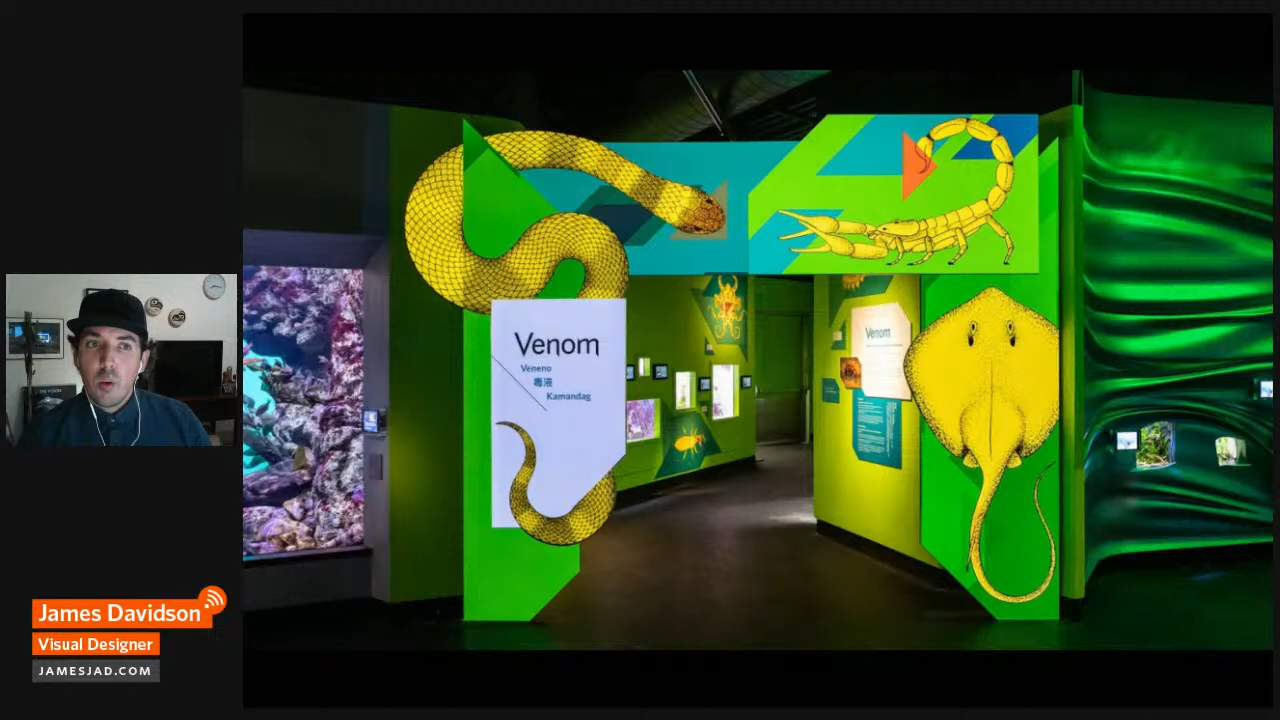 Venom
Veneno
毒液
Kamandag
Venom
James Davidson
Visual Designer
JAMESJAD.COM